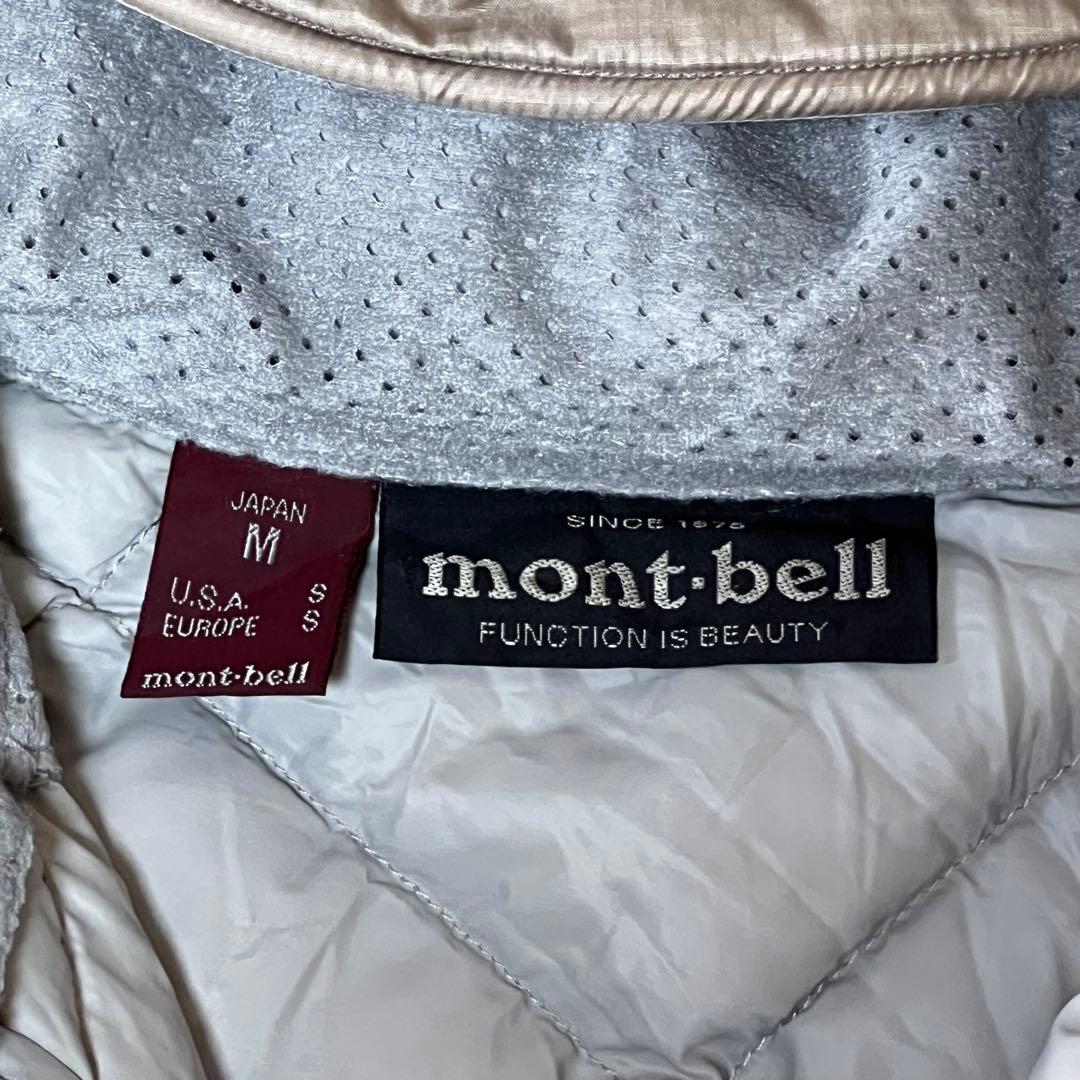 JAPAN
M
U.S.A. S
EUROPE S
mont·bell
SINCE 1975
mont·bell
FUNCTION IS BEAUTY